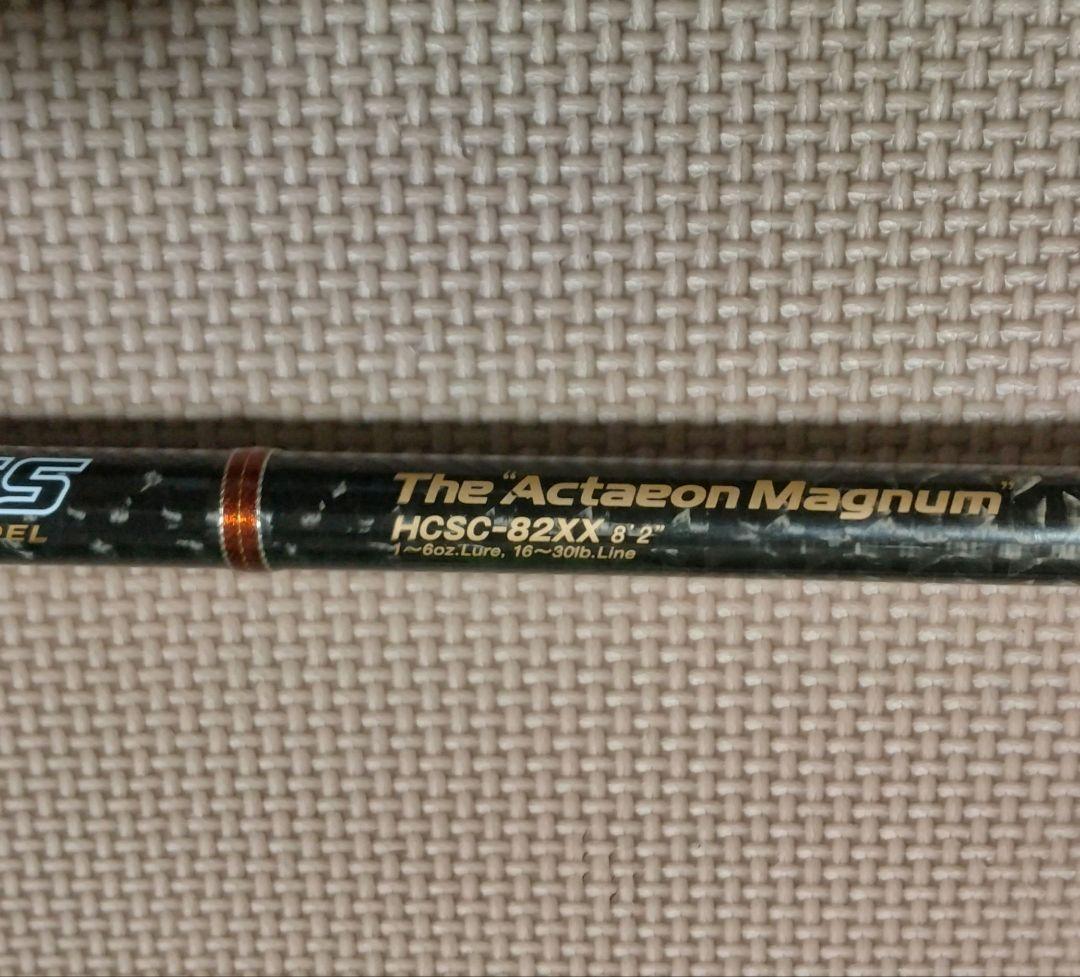 The “Actaeon Magnum”
HCSC-82XX 8' 2"
1～6oz.Lure, 16～30lb.Line